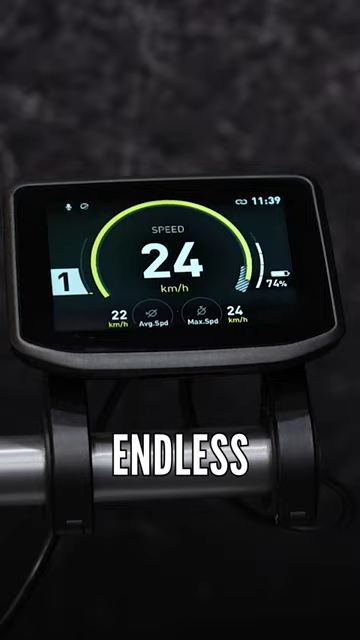 11:39
SPEED
24
km/h
1
74%
22
km/h
Avg.Spd
Max.Spd
24
km/h
ENDLESS